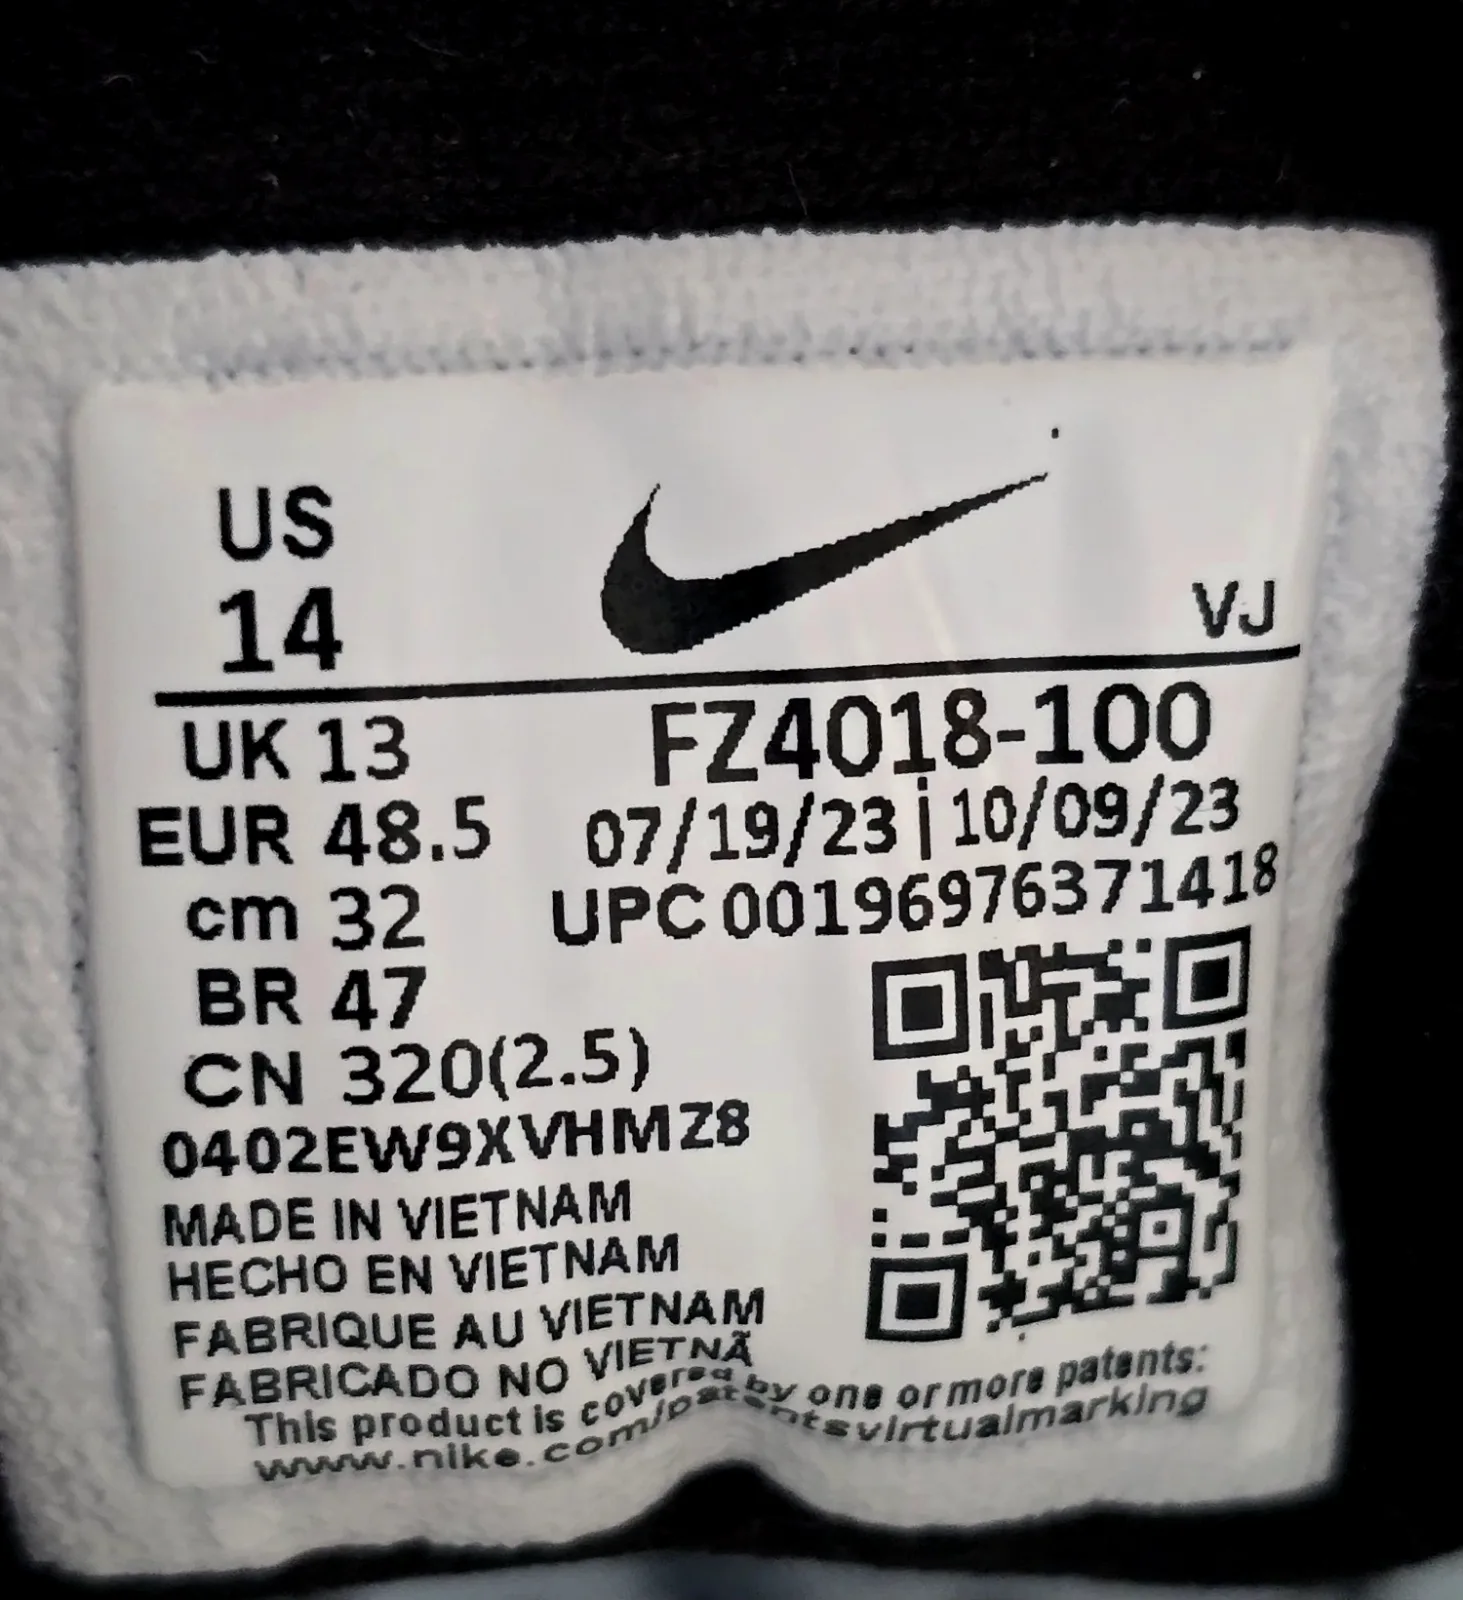 US
14
VJ
UK 13
FZ4018-100
EUR 48.5
07/19/23 | 10/09/23
cm 32
UPC 00196976371418
BR 47
CN 320(2.5)
0402EW9XVHMZ8
MADE IN VIETNAM
HECHO EN VIETNAM
FABRIQUE AU VIETNAM
FABRICADO NO VIETNÃ
This product is covered by one or more patents:
www.nike.com/patentsvirtualmarking